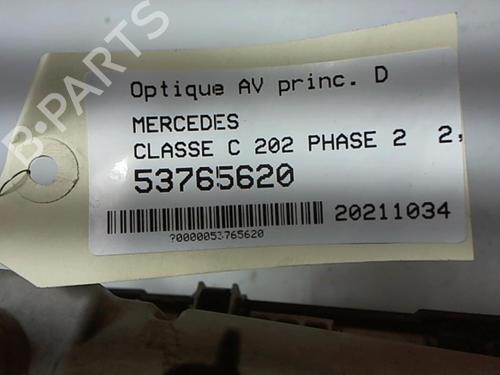 B-PARTS
Optique AV princ. D
MERCEDES
CLASSE C 202 PHASE 2 2,
53765620
20211034
?0000053765620